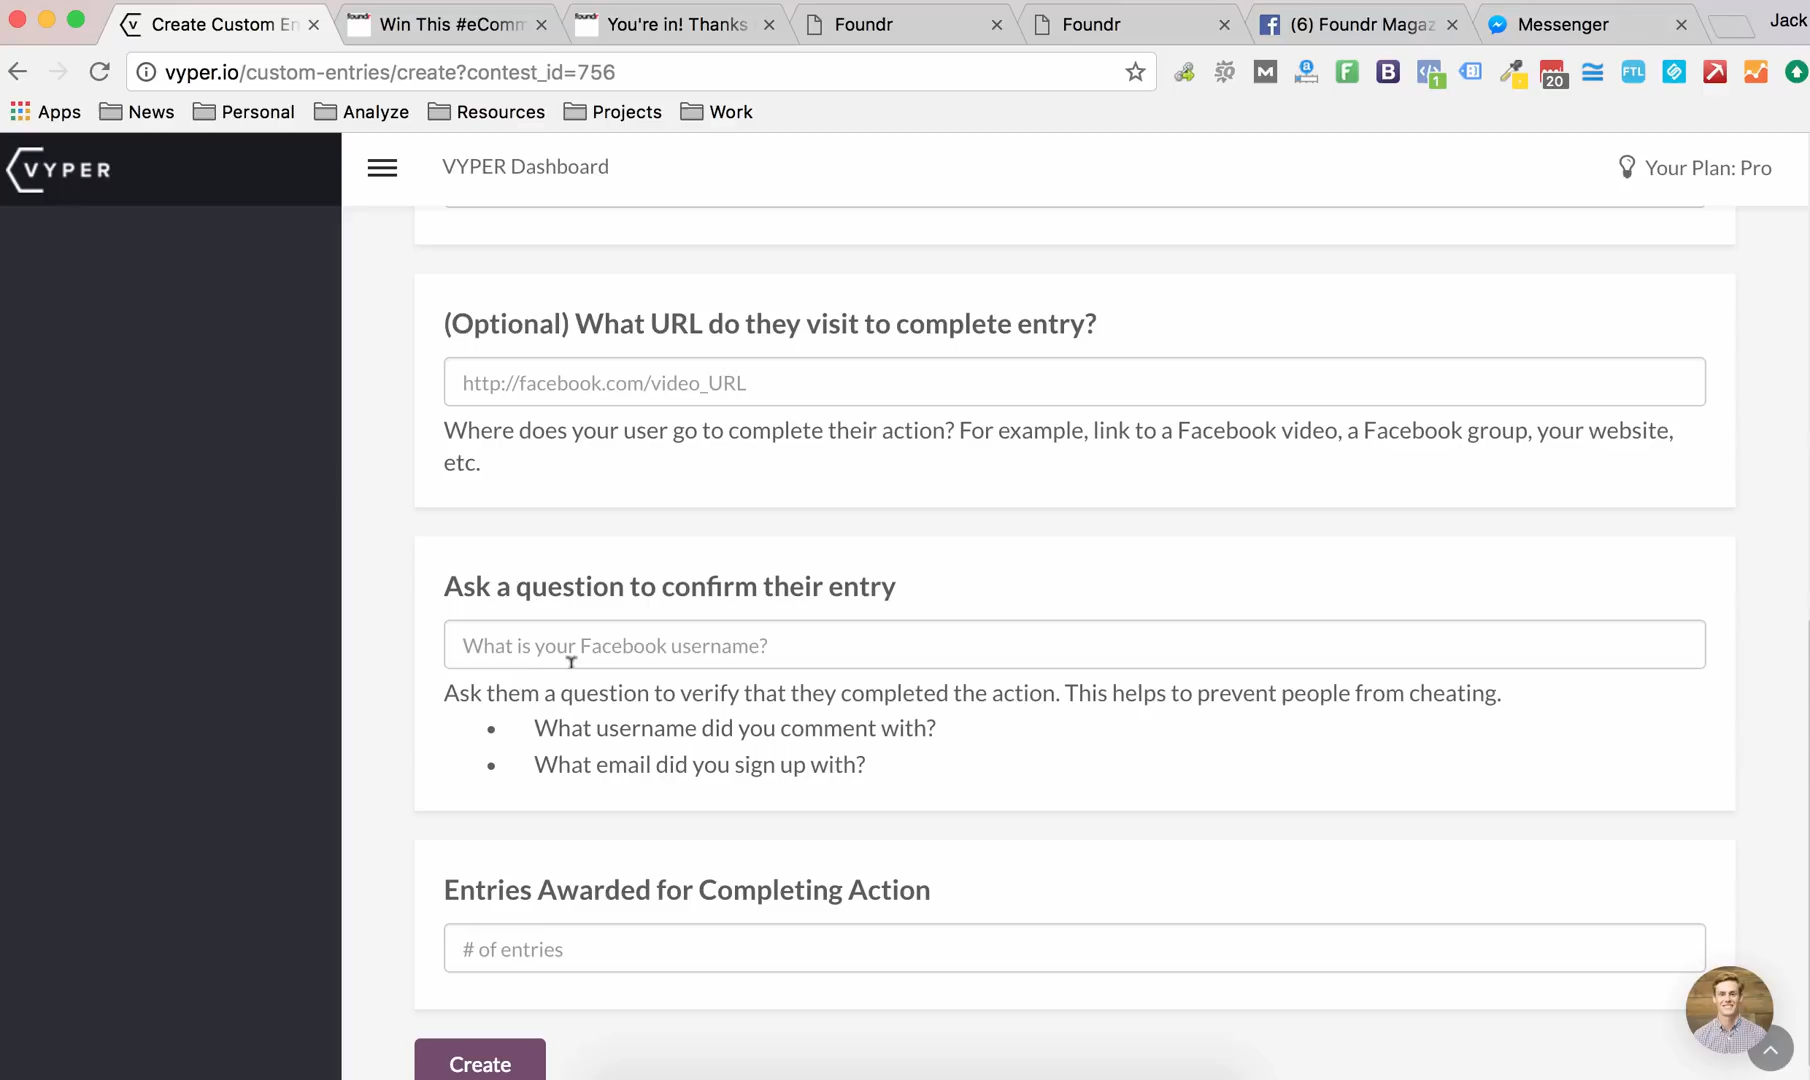 Create Custom En
Win This #eComm
You're in! Thanks
Foundr
Foundr
(6) Foundr Magaz
Messenger
Jack
vyper.io/custom-entries/create?contest_id=756
SQ
M
a
F
B
1
20
FTL
Apps
News
Personal
Analyze
Resources
Projects
Work
VYPER
VYPER Dashboard
Your Plan: Pro
(Optional) What URL do they visit to complete entry?
http://facebook.com/video_URL
Where does your user go to complete their action? For example, link to a Facebook video, a Facebook group, your website,
etc.
Ask a question to confirm their entry
What is your Facebook username?
Ask them a question to verify that they completed the action. This helps to prevent people from cheating.
• What username did you comment with?
• What email did you sign up with?
Entries Awarded for Completing Action
# of entries
Create